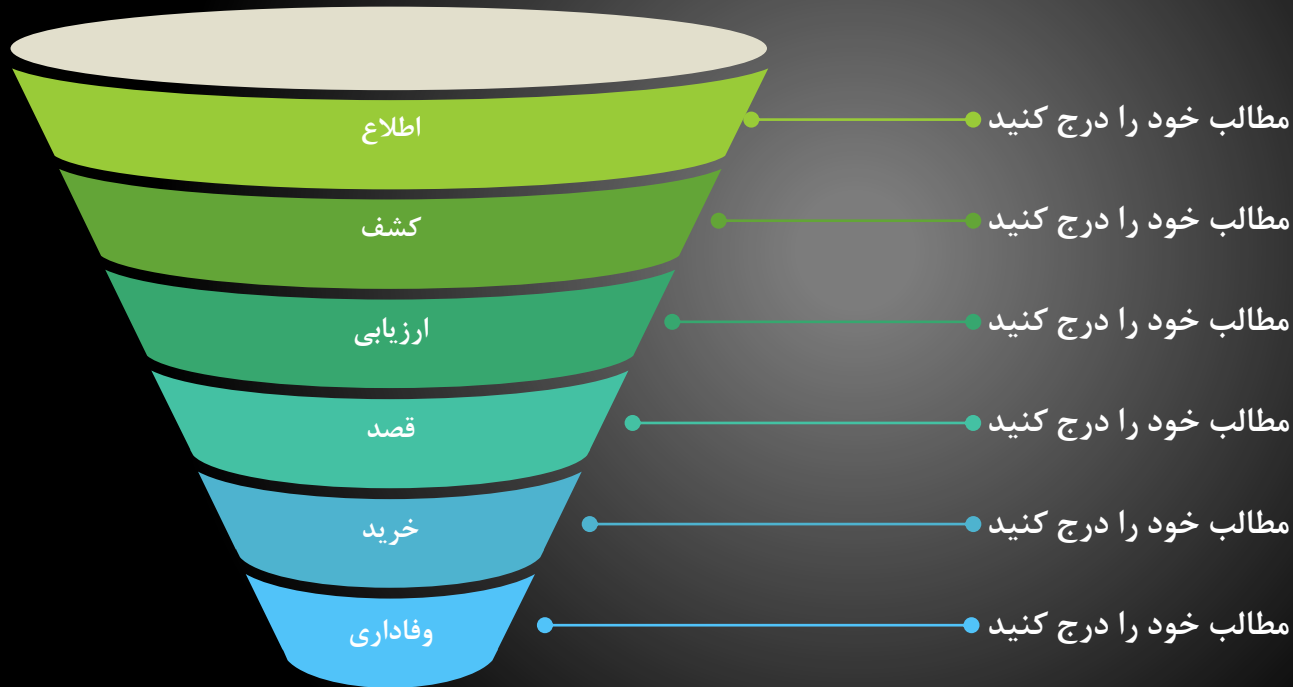 اطلاع
مطالب خود را درج کنید
کشف
مطالب خود را درج کنید
ارزیابی
مطالب خود را درج کنید
قصد
مطالب خود را درج کنید
خرید
مطالب خود را درج کنید
وفاداری
مطالب خود را درج کنید